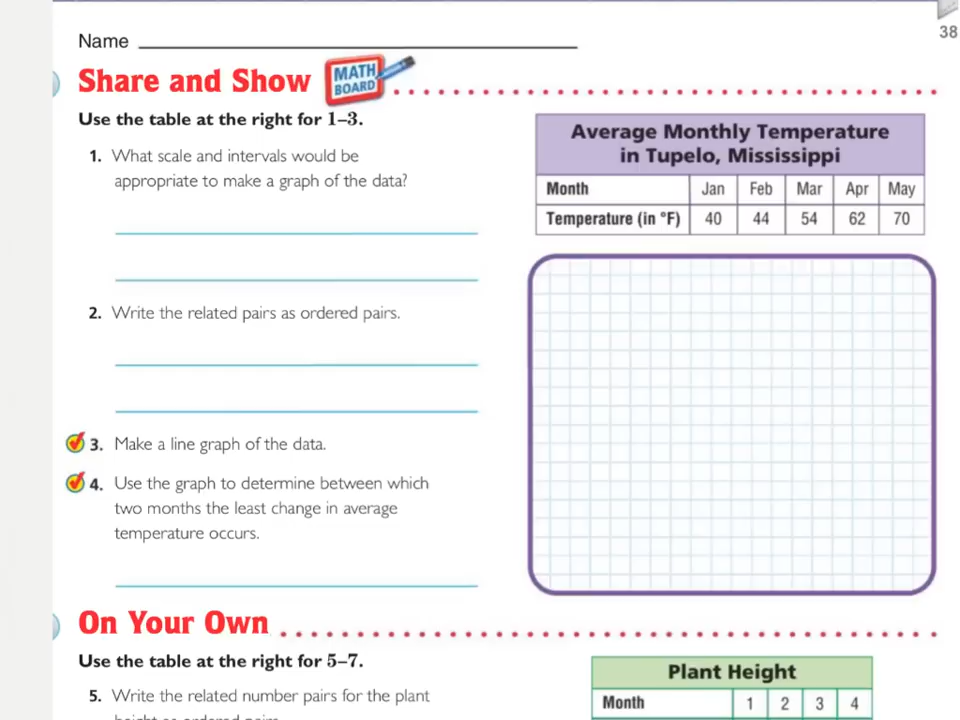 38
Name
Share and Show
MATH
BOARD
Use the table at the right for 1–3.
1. What scale and intervals would be
appropriate to make a graph of the data?
2. Write the related pairs as ordered pairs.
3. Make a line graph of the data.
4. Use the graph to determine between which
two months the least change in average
temperature occurs.
Average Monthly Temperature
in Tupelo, Mississippi
Month Jan Feb Mar Apr May
Temperature (in °F) 40 44 54 62 70
On Your Own
Use the table at the right for 5–7.
5. Write the related number pairs for the plant
height as ordered pairs.
Plant Height
Month 1 2 3 4